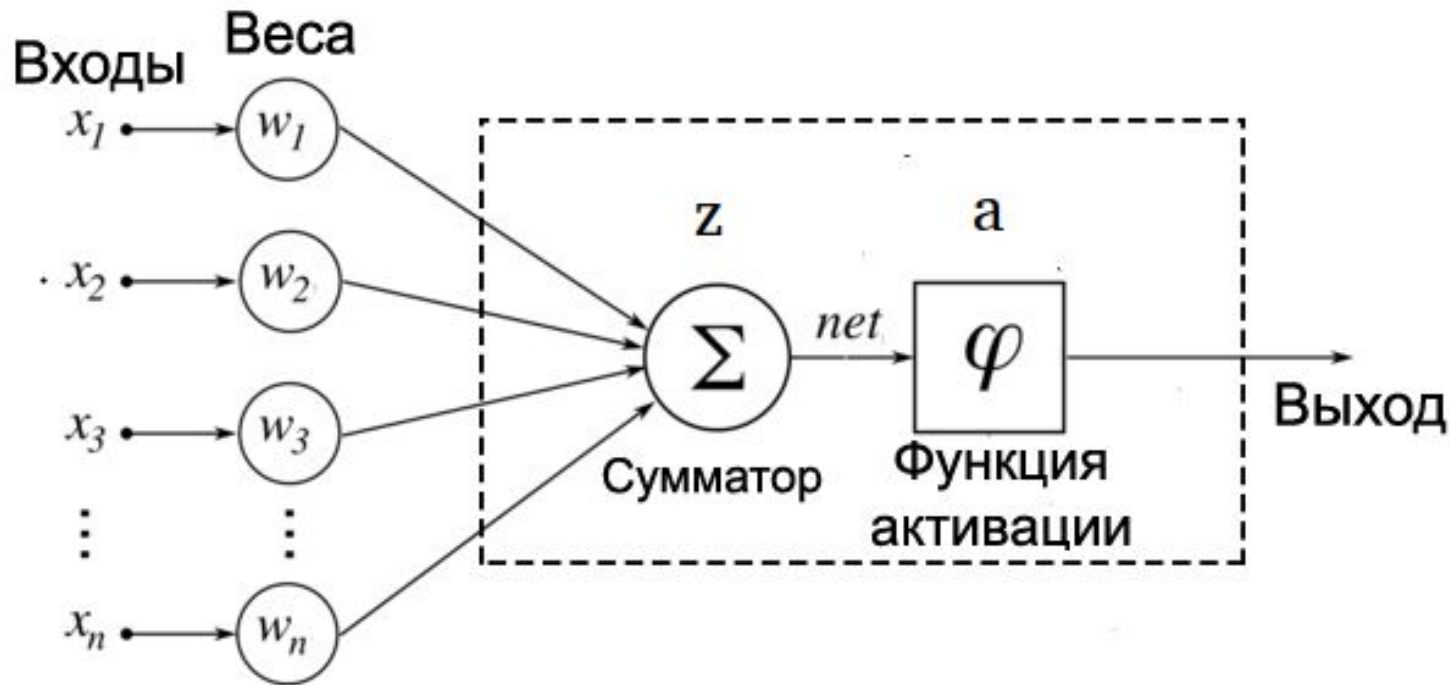 Веса
Входы
x1 w1
z a
x2 w2
Σ net φ
Выход
x3 w3
Сумматор Функция
активации
xn wn